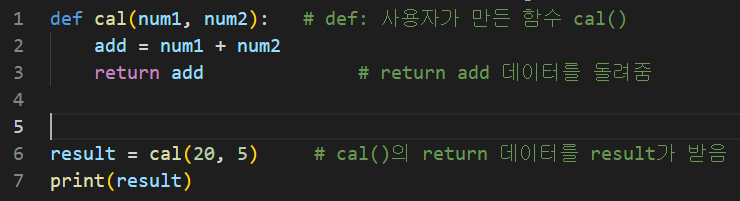 1 def cal(num1, num2):   # def: 사용자가 만든 함수 cal()
2     add = num1 + num2
3     return add              # return add 데이터를 돌려줌
4
5
6 result = cal(20, 5)     # cal()의 return 데이터를 result가 받음
7 print(result)